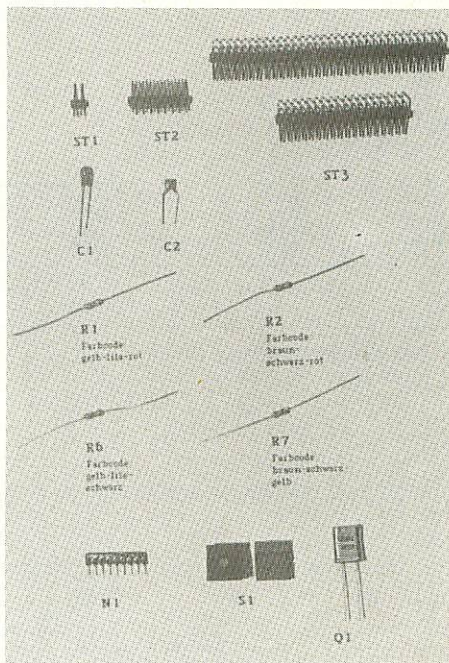 ST1
ST2
ST3
C1
C2
R1
Farbcode
gelb-lila-rot
R2
Farbcode
braun-
schwarz-rot
R6
Farbcode
gelb-lila-
schwarz
R7
Farbcode
braun-schwarz
gelb
N1
S1
Q1